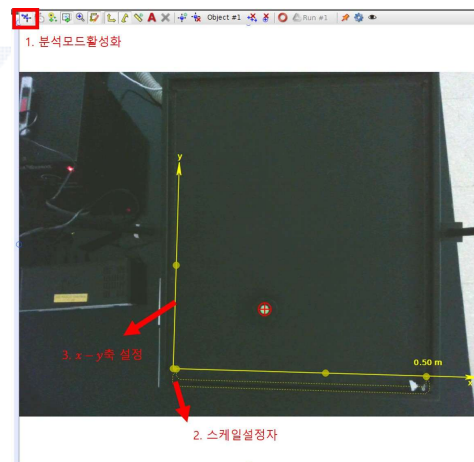 Object #1
Run #1
1. 분석모드활성화
y
3. x − y축 설정
0.50 m
x
2. 스케일설정자